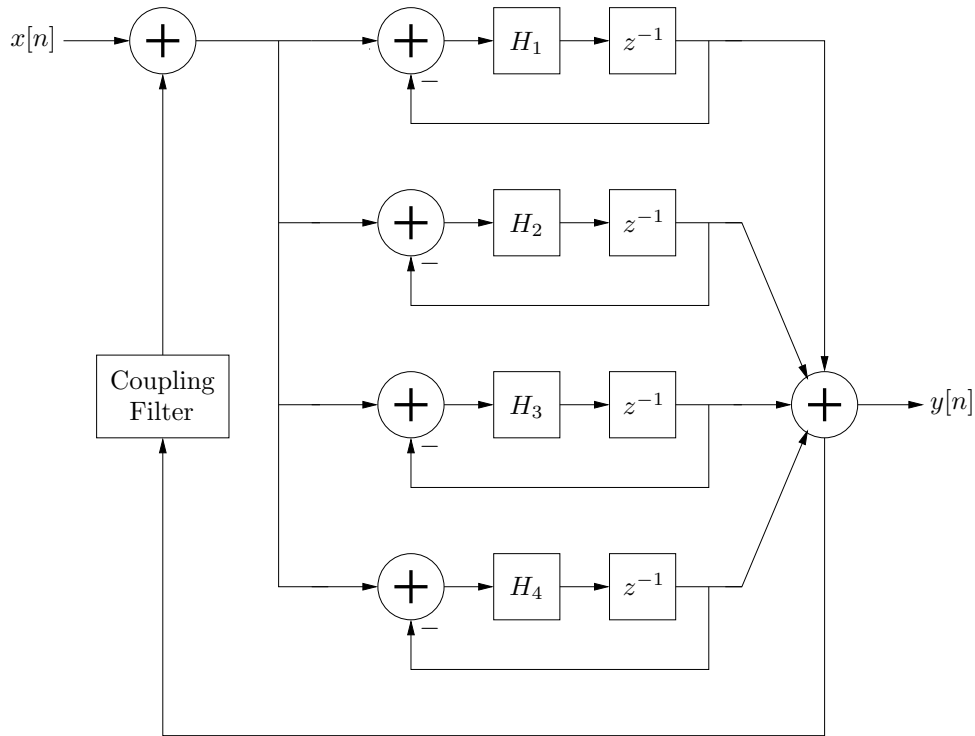 x[n]
H₁
z⁻¹
−
H₂
z⁻¹
−
Coupling
Filter
H₃
z⁻¹
y[n]
−
H₄
z⁻¹
−